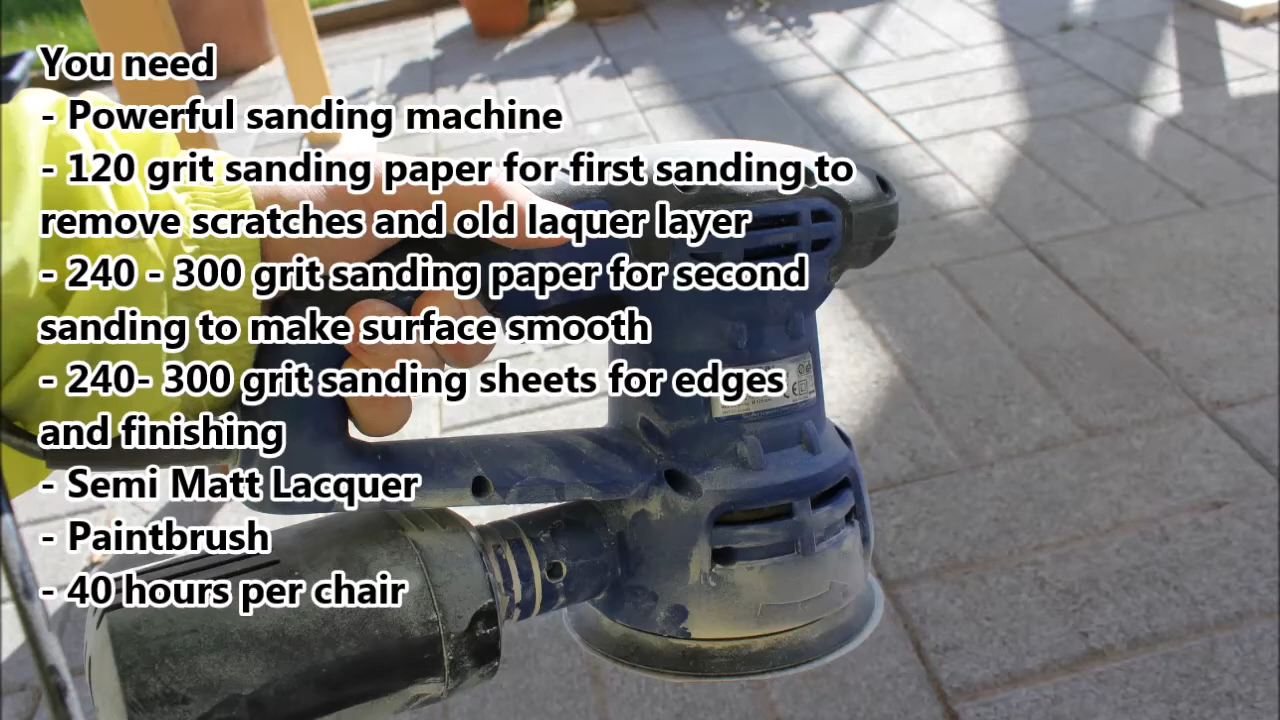 You need
- Powerful sanding machine
- 120 grit sanding paper for first sanding to
remove scratches and old laquer layer
- 240 - 300 grit sanding paper for second
sanding to make surface smooth
- 240- 300 grit sanding sheets for edges
and finishing
- Semi Matt Lacquer
- Paintbrush
- 40 hours per chair